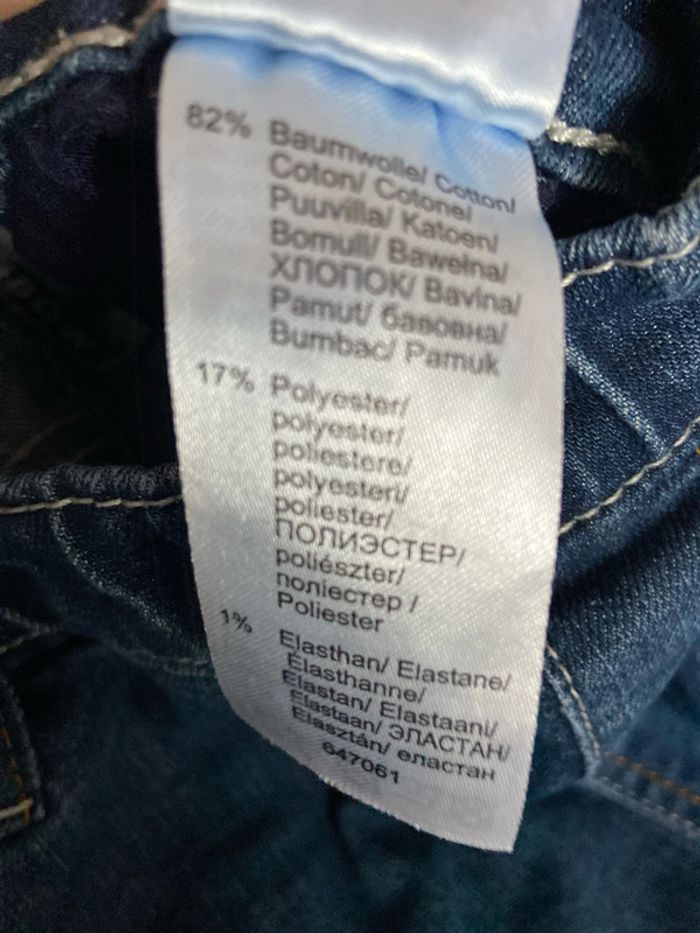 82% Baumwolle/ Cotton/
Coton/ Cotone/
Puuvilla/ Katoen/
Bomull/ Bawełna/
ХЛОПОК/ Bavlna/
Pamut/ бавовна/
Bumbac/ Pamuk
17% Polyester/
polyester/
poliestere/
polyesteri/
poliester/
ПОЛИЭСТЕР/
poliészter/
поліестер /
Poliester
1% Elasthan/ Elastane/
Élasthanne/
Elastan/ Elastaani/
Elastaan/ ЭЛАСТАН/
Elasztán/ еластан
647061